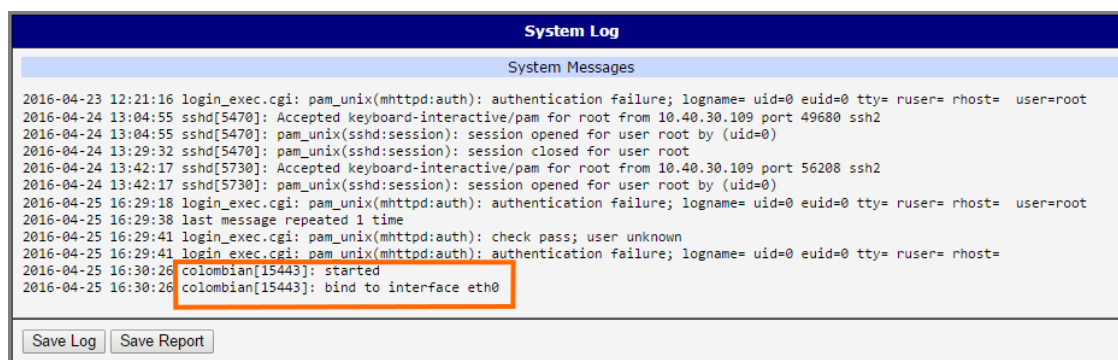 System Log
System Messages
2016-04-23 12:21:16 login_exec.cgi: pam_unix(mhttpd:auth): authentication failure; logname= uid=0 euid=0 tty= ruser= rhost=  user=root
2016-04-24 13:04:55 sshd[5470]: Accepted keyboard-interactive/pam for root from 10.40.30.109 port 49680 ssh2
2016-04-24 13:04:55 sshd[5470]: pam_unix(sshd:session): session opened for user root by (uid=0)
2016-04-24 13:29:32 sshd[5470]: pam_unix(sshd:session): session closed for user root
2016-04-24 13:42:17 sshd[5730]: Accepted keyboard-interactive/pam for root from 10.40.30.109 port 56208 ssh2
2016-04-24 13:42:17 sshd[5730]: pam_unix(sshd:session): session opened for user root by (uid=0)
2016-04-25 16:29:18 login_exec.cgi: pam_unix(mhttpd:auth): authentication failure; logname= uid=0 euid=0 tty= ruser= rhost=  user=root
2016-04-25 16:29:38 last message repeated 1 time
2016-04-25 16:29:41 login_exec.cgi: pam_unix(mhttpd:auth): check pass; user unknown
2016-04-25 16:29:41 login_exec.cgi: pam_unix(mhttpd:auth): authentication failure; logname= uid=0 euid=0 tty= ruser= rhost=
2016-04-25 16:30:26 colombian[15443]: started
2016-04-25 16:30:26 colombian[15443]: bind to interface eth0
Save Log Save Report